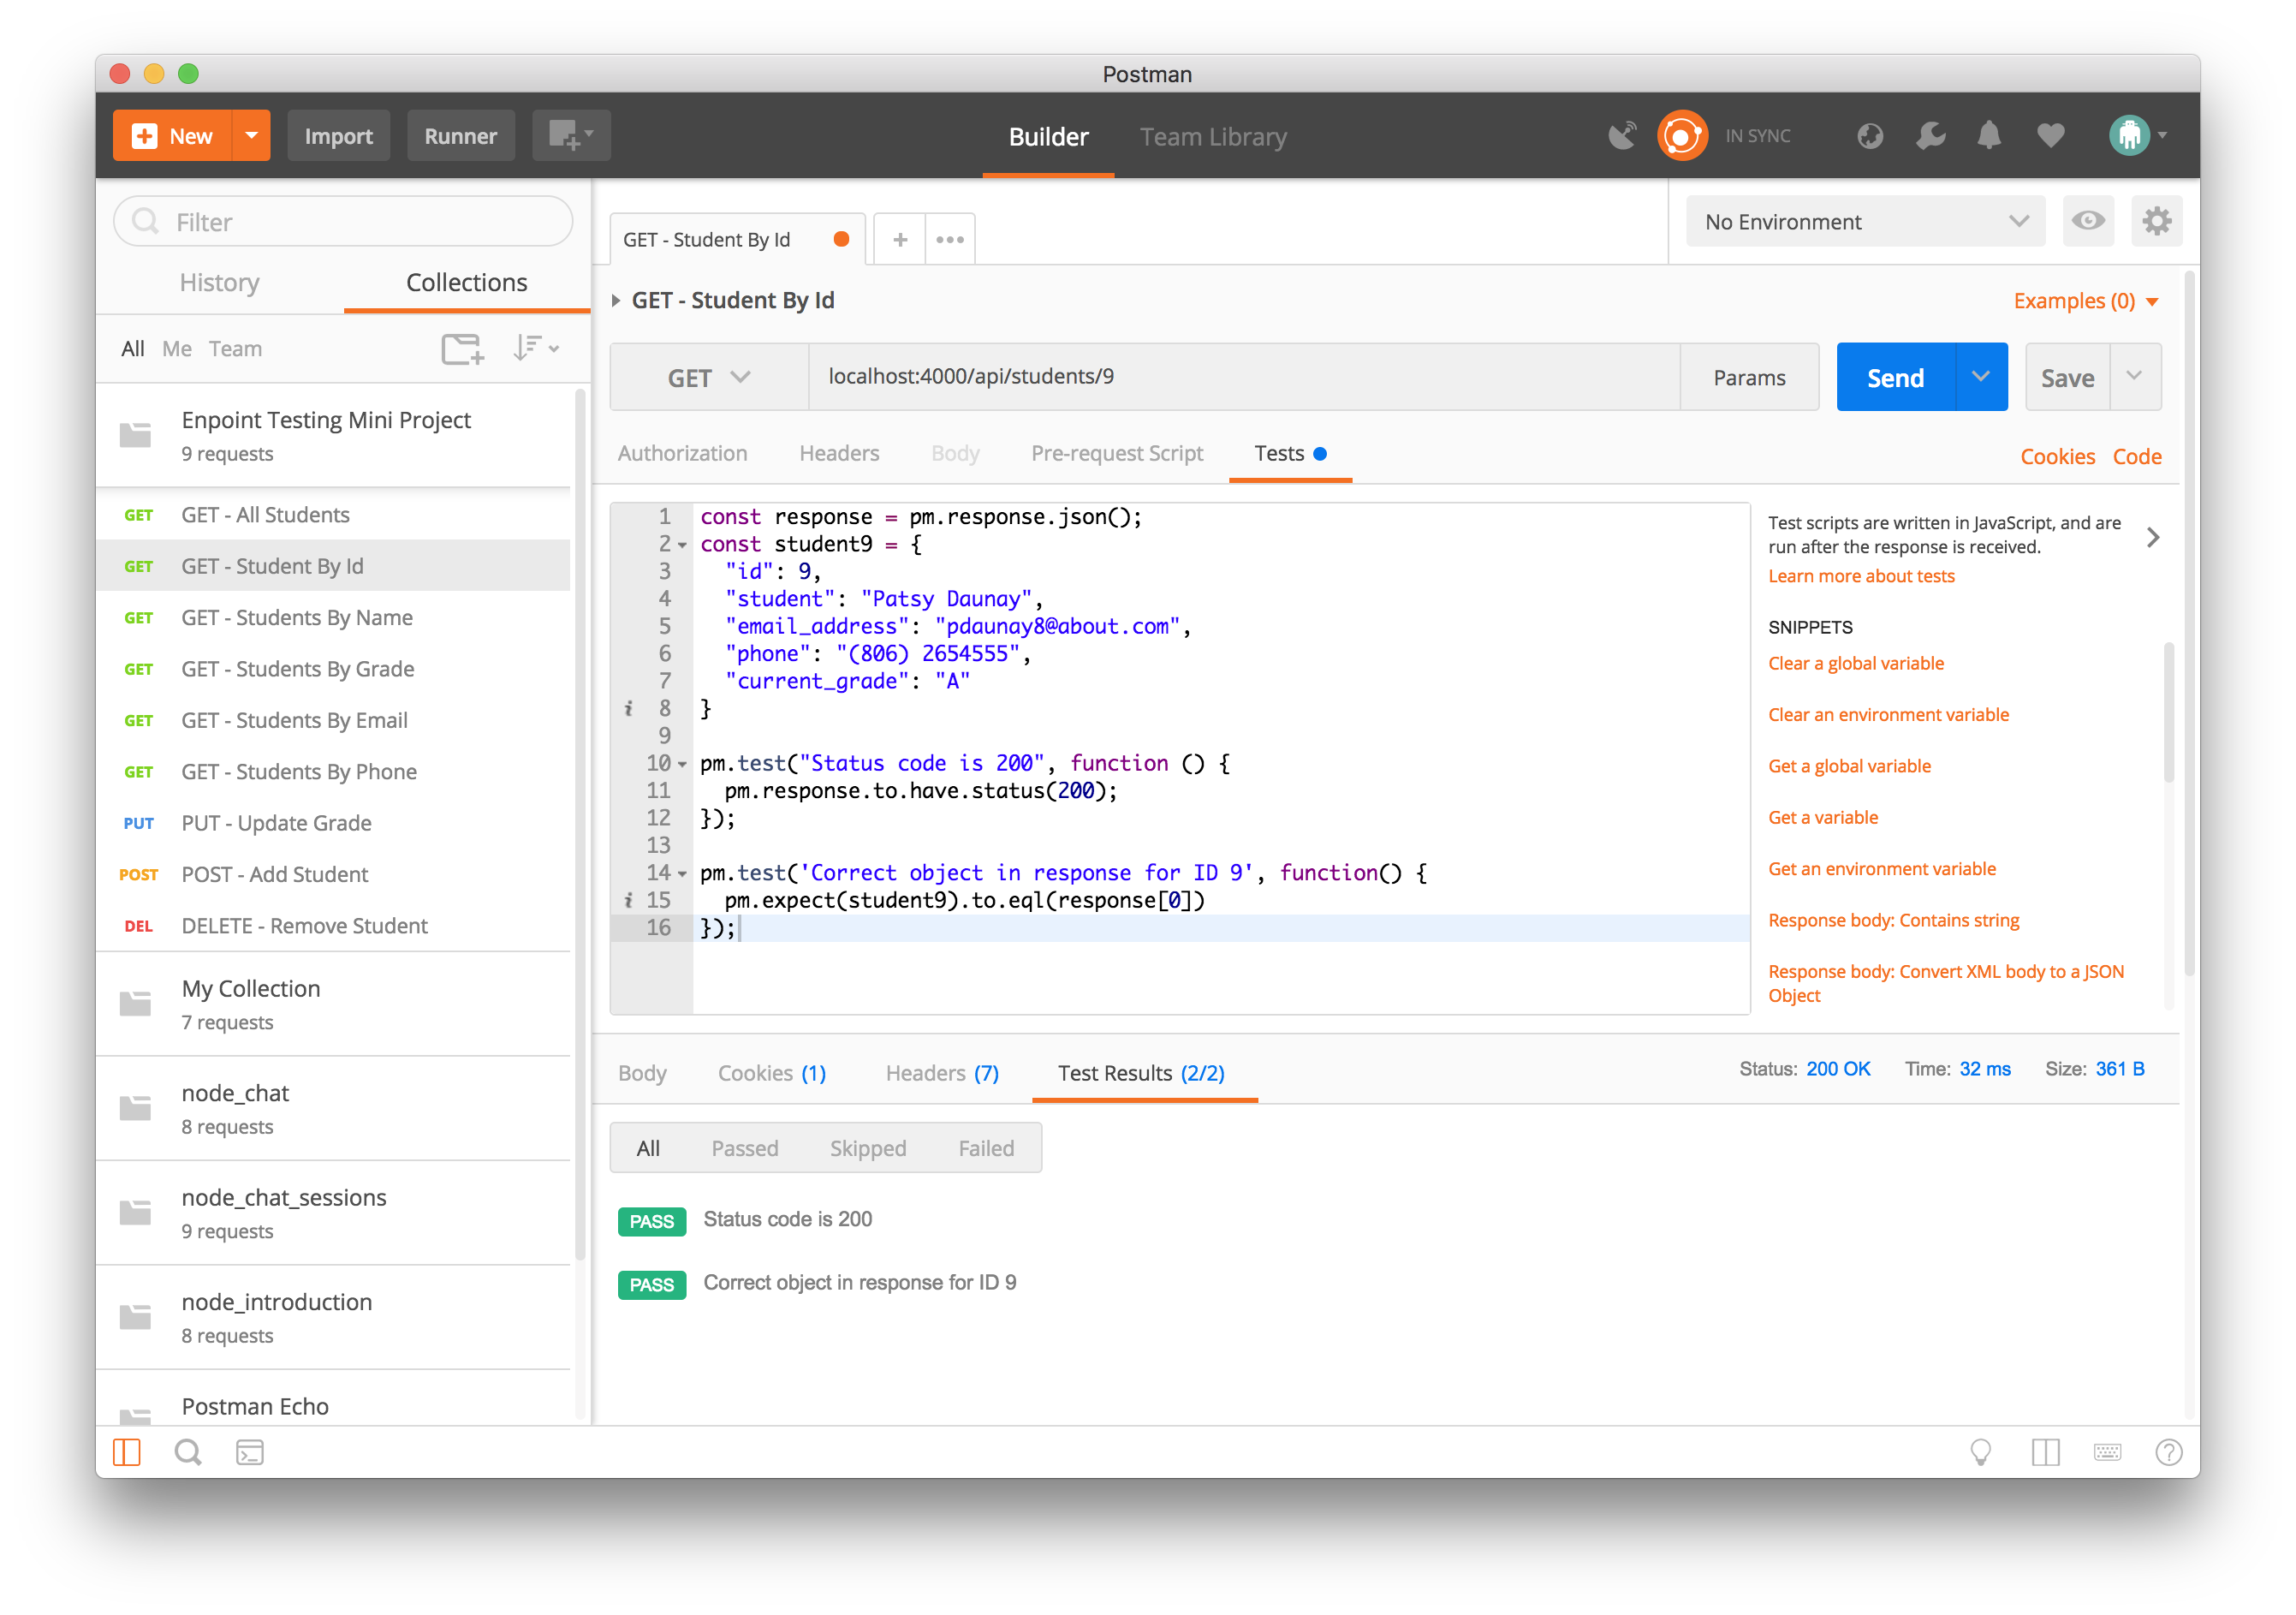 Postman
New
Import
Runner
Builder
Team Library
IN SYNC
Filter
History
Collections
All
Me
Team
Enpoint Testing Mini Project
9 requests
GET GET - All Students
GET GET - Student By Id
GET GET - Students By Name
GET GET - Students By Grade
GET GET - Students By Email
GET GET - Students By Phone
PUT PUT - Update Grade
POST POST - Add Student
DEL DELETE - Remove Student
My Collection
7 requests
node_chat
8 requests
node_chat_sessions
9 requests
node_introduction
8 requests
Postman Echo
GET - Student By Id
+
•••
No Environment
GET - Student By Id
Examples (0)
GET
localhost:4000/api/students/9
Params
Send
Save
Authorization
Headers
Body
Pre-request Script
Tests
Cookies
Code
1 const response = pm.response.json();
2 const student9 = {
3 "id": 9,
4 "student": "Patsy Daunay",
5 "email_address": "pdaunay8@about.com",
6 "phone": "(806) 2654555",
7 "current_grade": "A"
i 8 }
9
10 pm.test("Status code is 200", function () {
11 pm.response.to.have.status(200);
12 });
13
14 pm.test('Correct object in response for ID 9', function() {
i 15 pm.expect(student9).to.eql(response[0])
16 });
Test scripts are written in JavaScript, and are
run after the response is received.
Learn more about tests
SNIPPETS
Clear a global variable
Clear an environment variable
Get a global variable
Get a variable
Get an environment variable
Response body: Contains string
Response body: Convert XML body to a JSON
Object
Body
Cookies (1)
Headers (7)
Test Results (2/2)
Status: 200 OK
Time: 32 ms
Size: 361 B
All
Passed
Skipped
Failed
PASS Status code is 200
PASS Correct object in response for ID 9